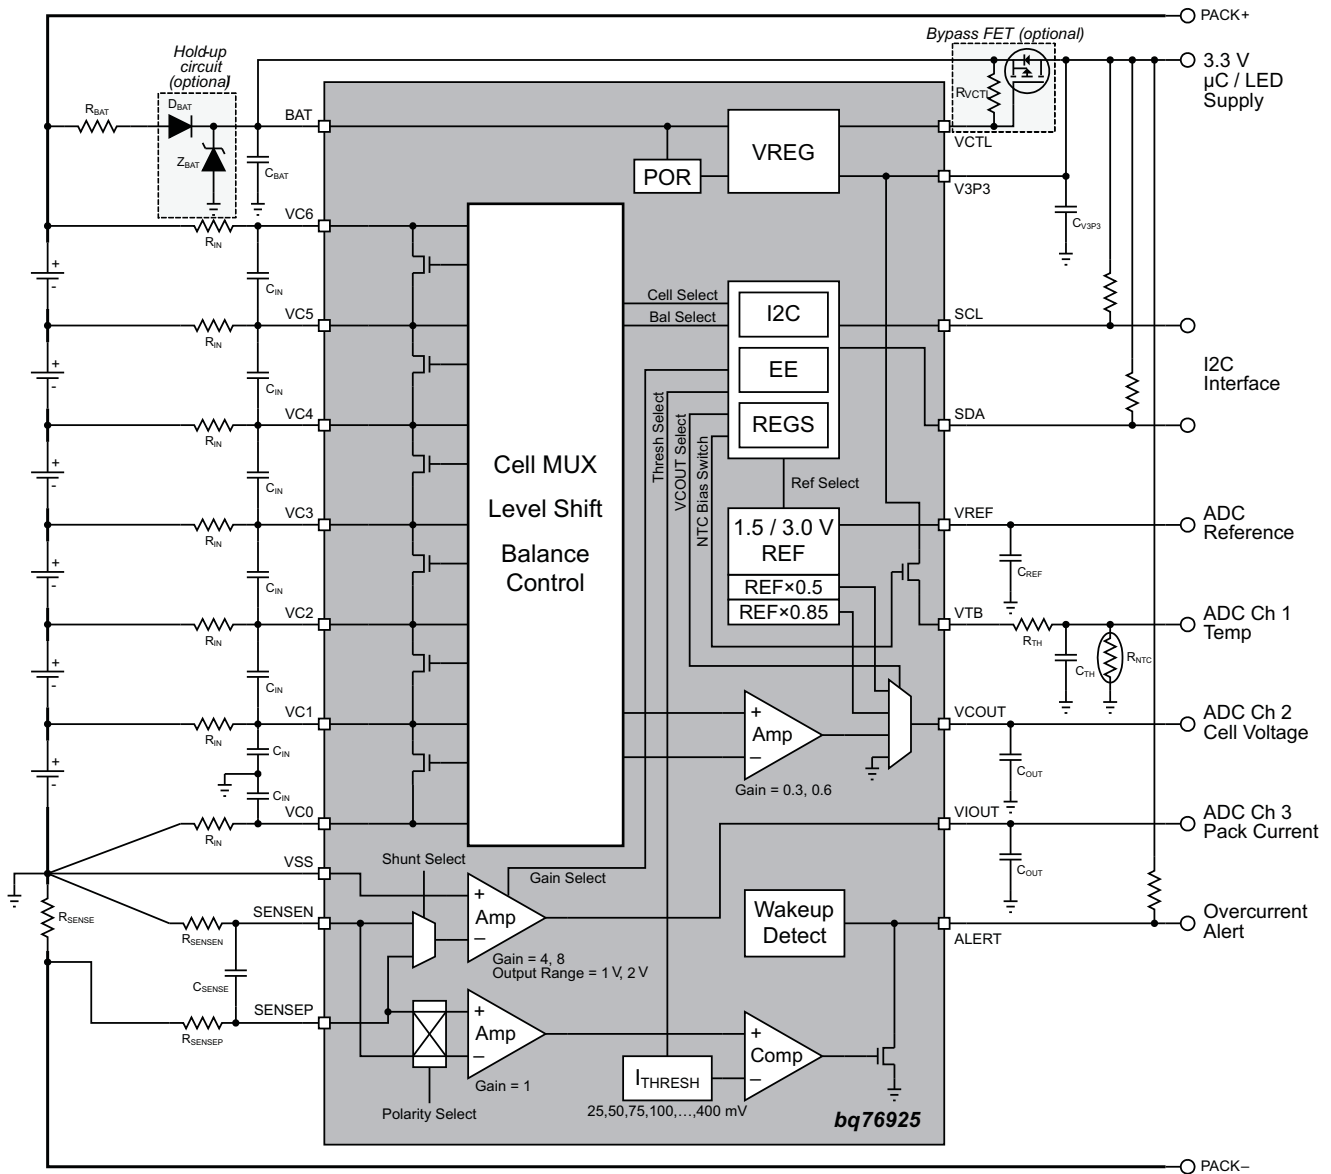 PACK+
Bypass FET (optional)
3.3 V
µC / LED
Supply
Hold-up
circuit
(optional)
RBAT
DBAT
ZBAT
CBAT
BAT
RVCTL
VCTL
VREG
POR
V3P3
CV3P3
VC6
RIN
+
-
CIN
Cell Select
Bal Select
I2C
EE
REGS
SCL
VC5
RIN
+
-
CIN
I2C
Interface
SDA
VC4
RIN
Thresh Select
VCOUT Select
NTC Bias Switch
+
-
CIN
Cell MUX
Level Shift
Balance
Control
Ref Select
VC3
RIN
1.5 / 3.0 V
REF
REF×0.5
REF×0.85
VREF
ADC
Reference
CREF
+
-
CIN
VC2
RIN
VTB
RTH
CTH
RNTC
ADC Ch 1
Temp
+
-
CIN
VC1
RIN
+
Amp
–
Gain = 0.3, 0.6
VCOUT
ADC Ch 2
Cell Voltage
COUT
+
-
CIN
CIN
VC0
RIN
VIOUT
ADC Ch 3
Pack Current
COUT
VSS
Shunt Select
Gain Select
RSENSE
SENSEN
RSENSEN
+
Amp
–
Gain = 4, 8
Output Range = 1 V, 2 V
Wakeup
Detect
ALERT
Overcurrent
Alert
CSENSE
SENSEP
RSENSEP
+
Amp
–
Gain = 1
Polarity Select
+
Comp
–
ITHRESH
25,50,75,100,...,400 mV
bq76925
PACK–